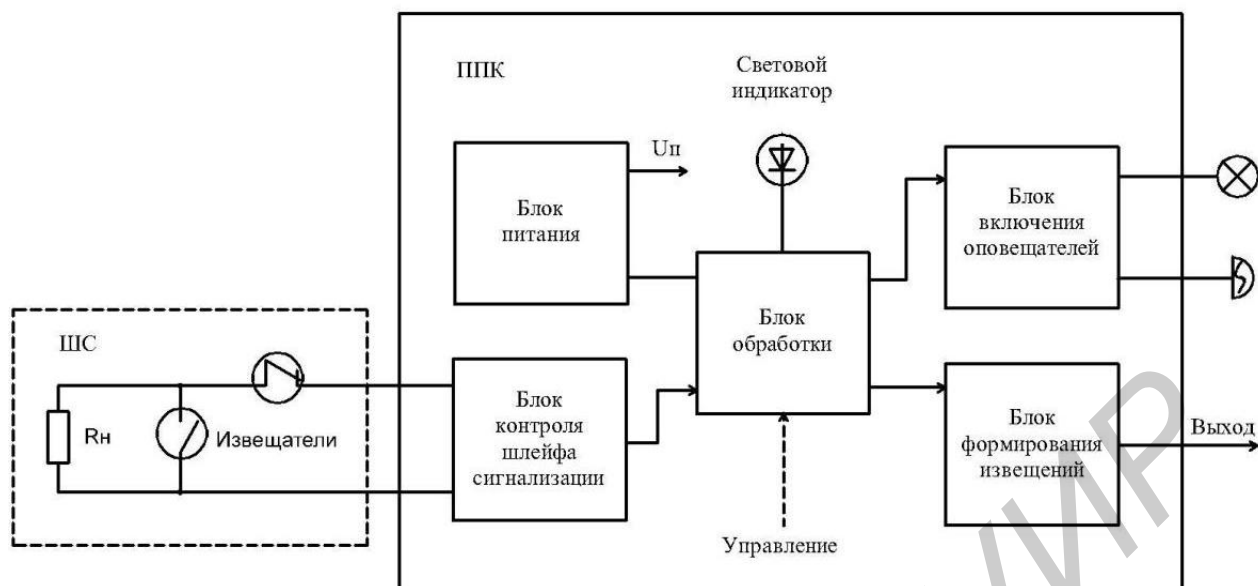 ППК
Световой
индикатор
Uп
Блок
питания
Блок
включения
оповещателей
Блок
обработки
ШС
Rн
Извещатели
Блок
контроля
шлейфа
сигнализации
Блок
формирования
извещений
Выход
Управление
УИР